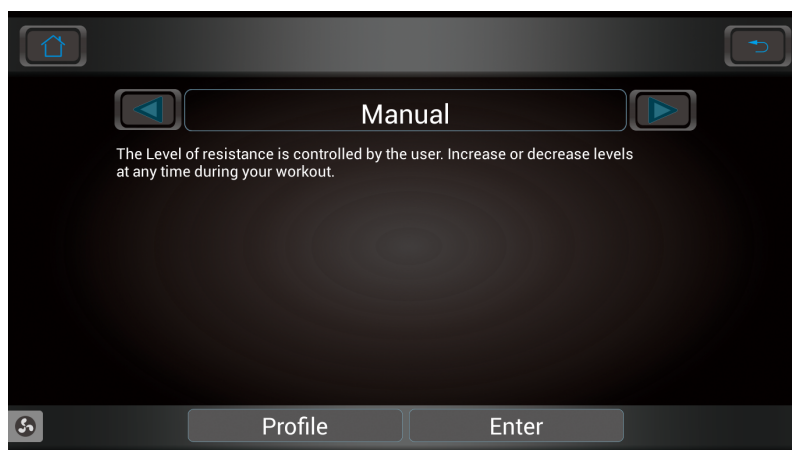 Manual
The Level of resistance is controlled by the user. Increase or decrease levels
at any time during your workout.
Profile
Enter